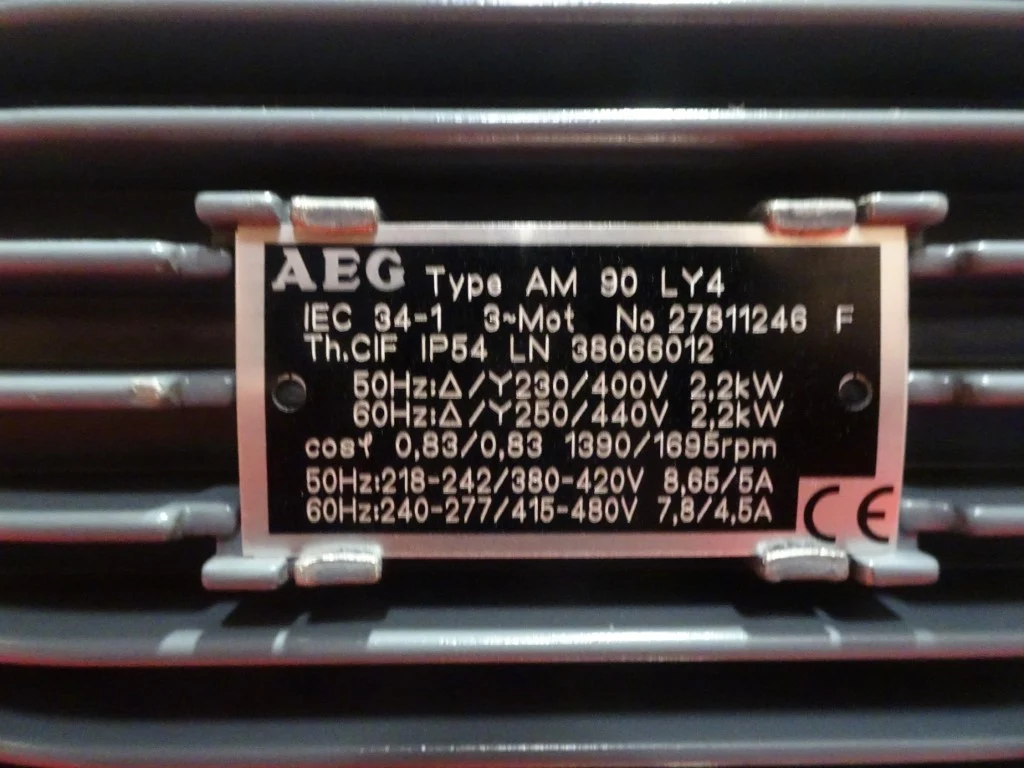 AEG Type AM 90 LY4
IEC 34-1 3~Mot No 27811246 F
Th.ClF IP54 LN 38066012
50Hz:Δ/Y230/400V 2,2kW
60Hz:Δ/Y250/440V 2,2kW
cosφ 0,83/0,83 1390/1695rpm
50Hz:218-242/380-420V 8,65/5A
60Hz:240-277/415-480V 7,8/4,5A
CE